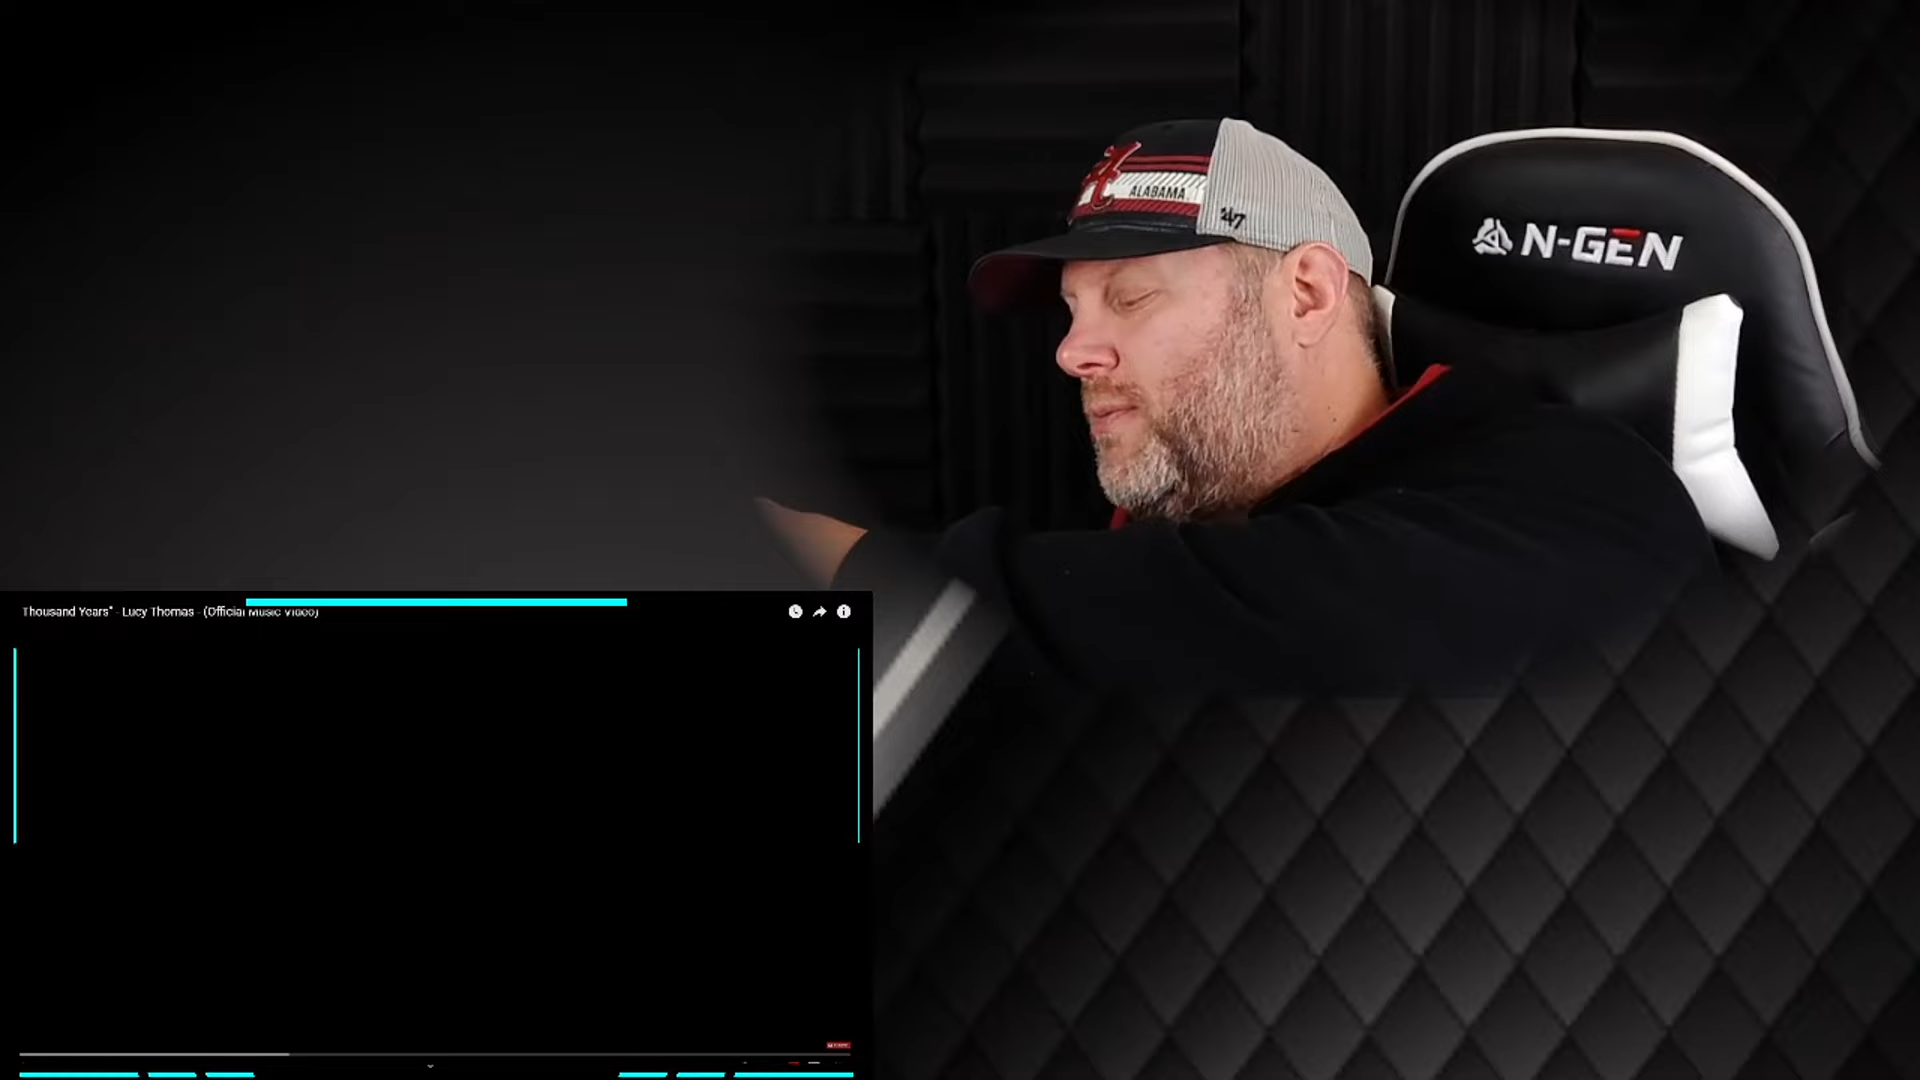 A
ALABAMA
'47
N-GEN
Thousand Years" - Lucy Thomas - (Official Music Video)